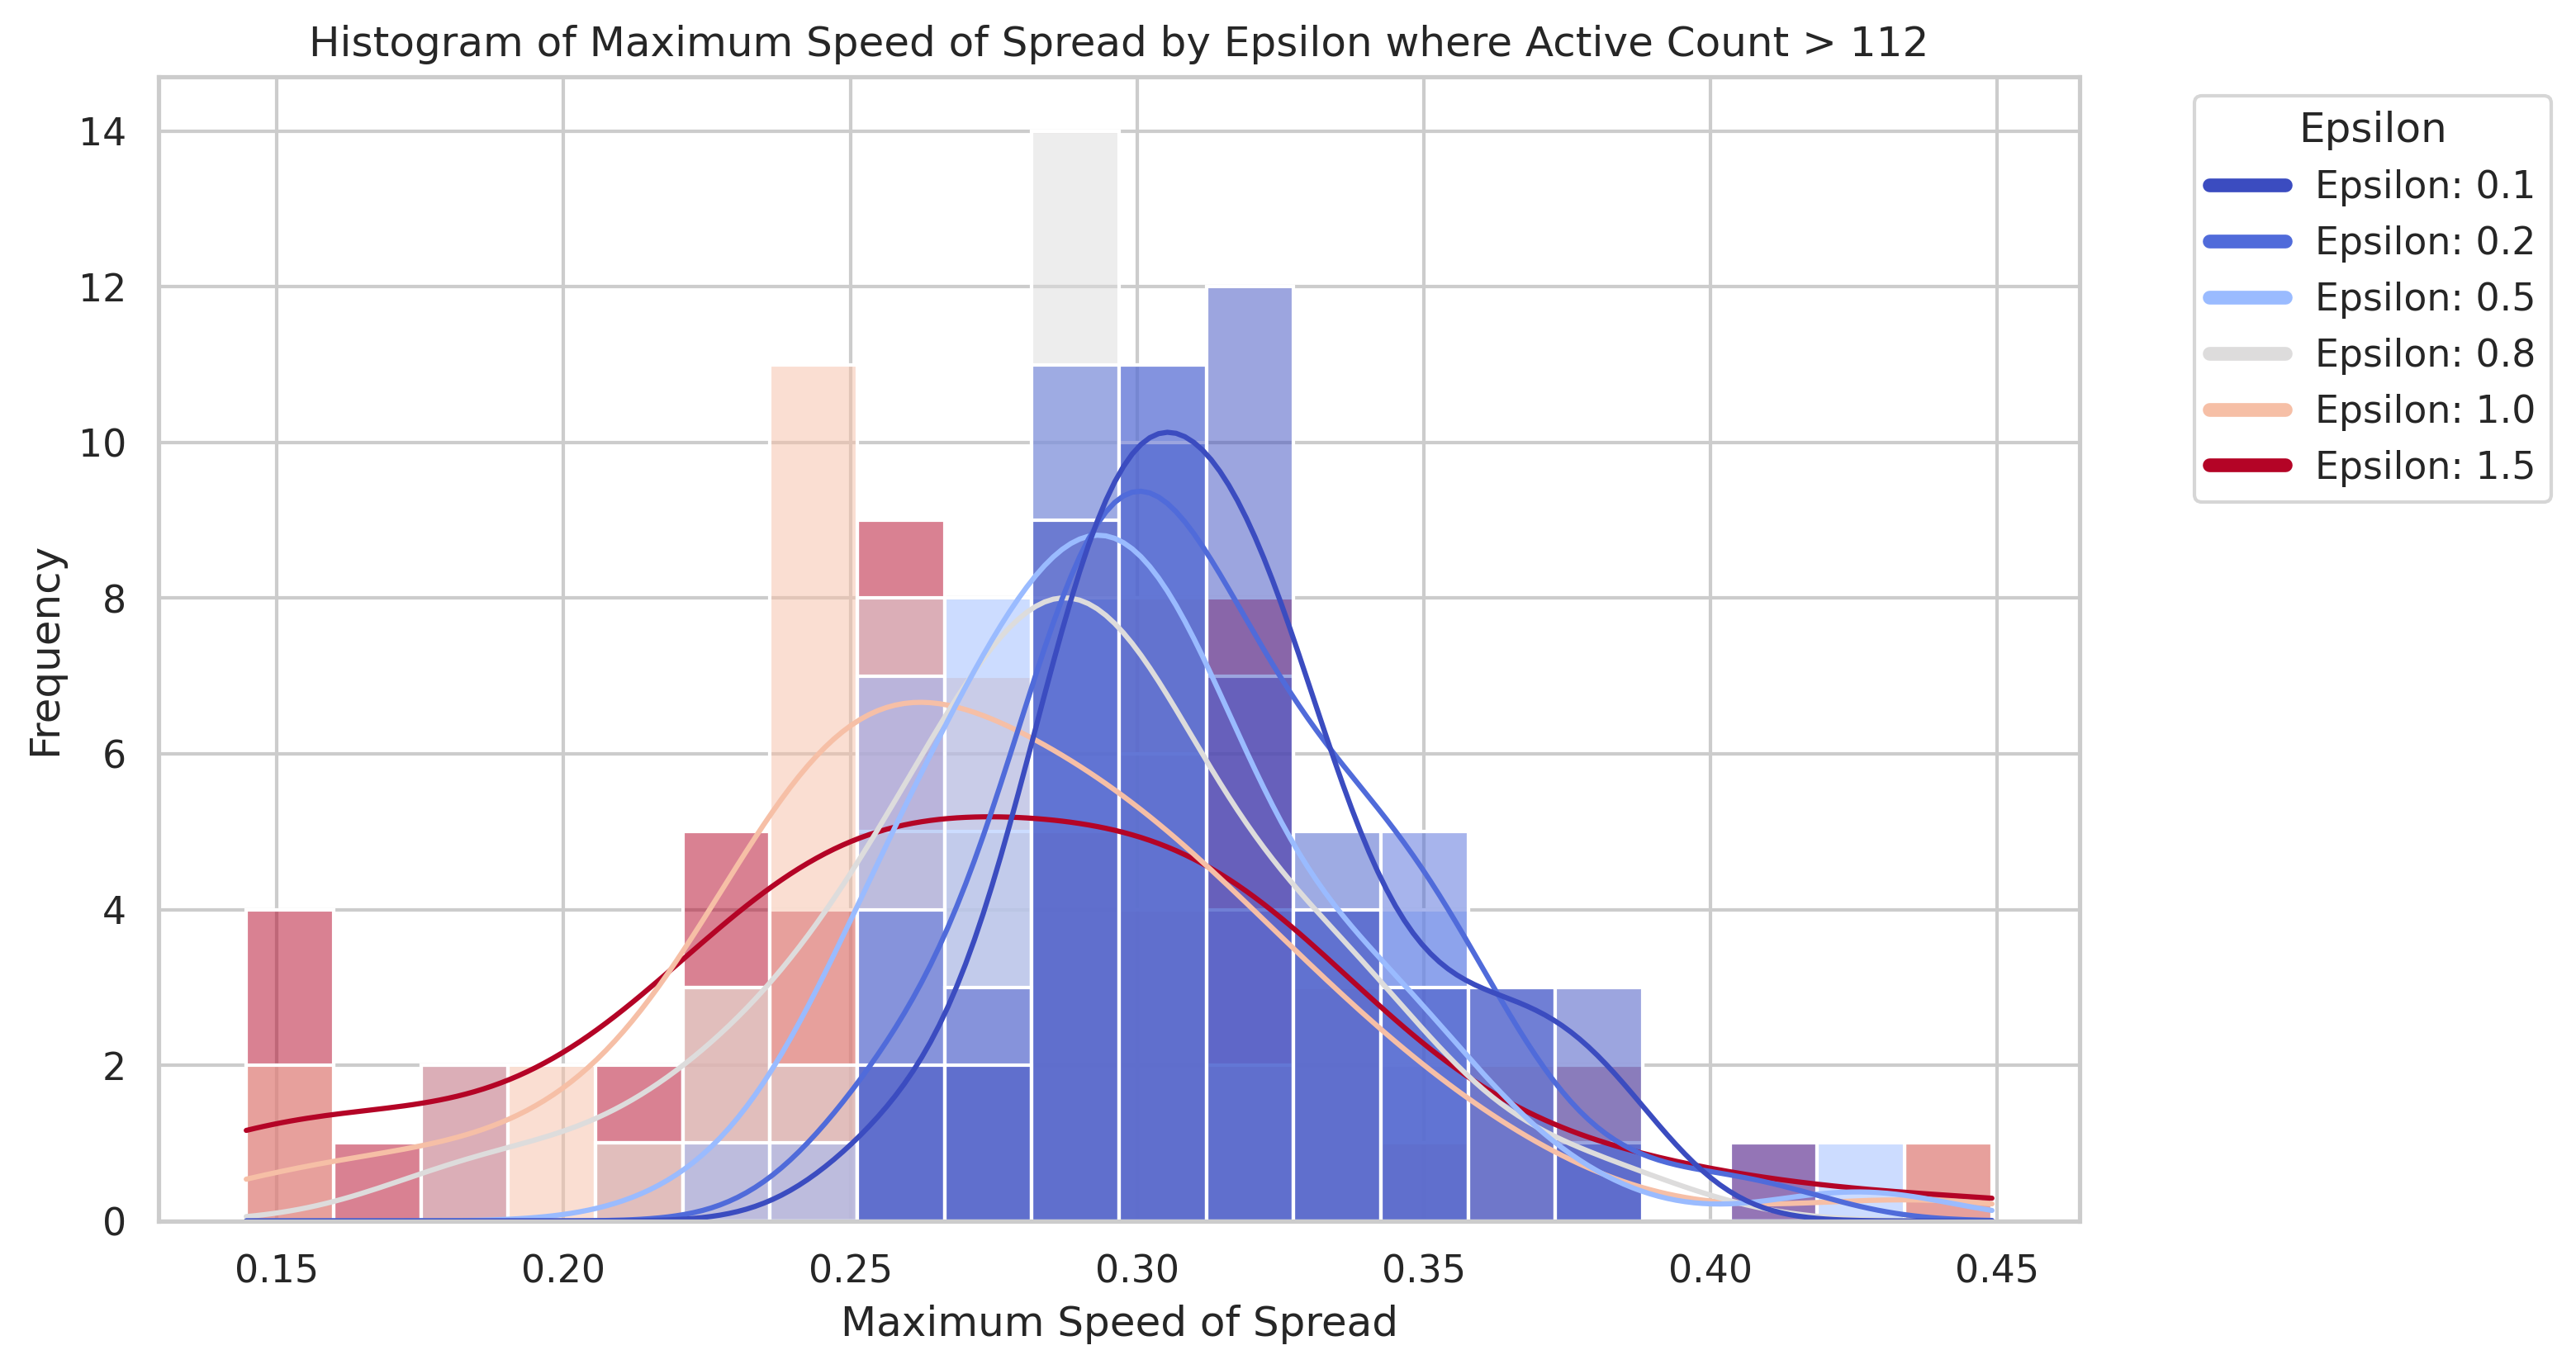 Histogram of Maximum Speed of Spread by Epsilon where Active Count > 112
Frequency
14
12
10
8
6
4
2
0
0.15 0.20 0.25 0.30 0.35 0.40 0.45
Maximum Speed of Spread
Epsilon
Epsilon: 0.1
Epsilon: 0.2
Epsilon: 0.5
Epsilon: 0.8
Epsilon: 1.0
Epsilon: 1.5